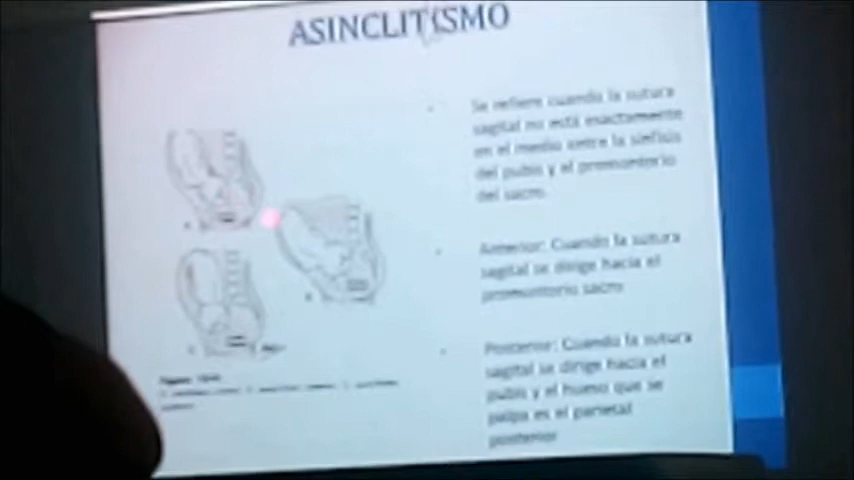 ASINCLITISMO
Se refiere cuando la sutura
sagital no está exactamente
en el medio entre la sínfisis
del pubis y el promontorio
del sacro.
Anterior: Cuando la sutura
sagital se dirige hacia el
promontorio sacro
Posterior: Cuando la sutura
sagital se dirige hacia el
pubis y el hueso que se
palpa es el parietal
posterior